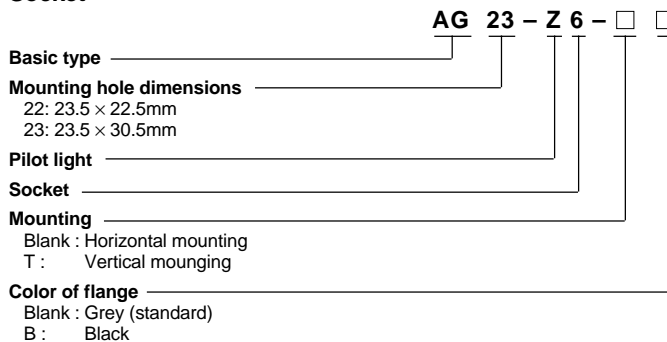 AG 23 – Z 6 – □ □
Basic type
Mounting hole dimensions
22: 23.5 × 22.5mm
23: 23.5 × 30.5mm
Pilot light
Socket
Mounting
Blank : Horizontal mounting
T : Vertical mounging
Color of flange
Blank : Grey (standard)
B : Black